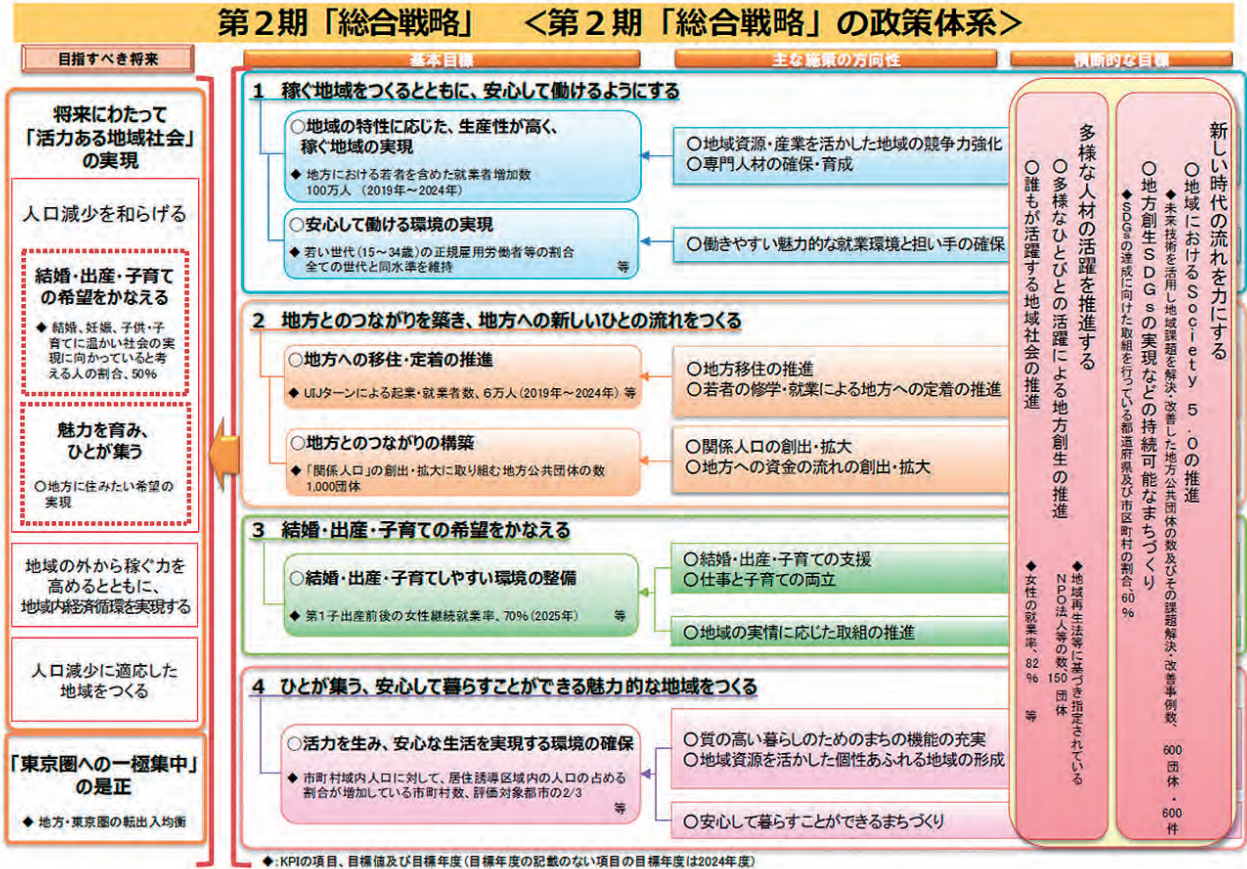 第２期「総合戦略」　＜第２期「総合戦略」の政策体系＞
目指すべき将来
将来にわたって
「活力ある地域社会」
の実現
人口減少を和らげる
結婚・出産・子育て
の希望をかなえる
◆ 結婚、妊娠、子供・子
育てに温かい社会の実
現に向かっていると考
える人の割合、50%
魅力を育み、
ひとが集う
○地方に住みたい希望の
実現
地域の外から稼ぐ力を
高めるとともに、
地域内経済循環を実現する
人口減少に適応した
地域をつくる
「東京圏への一極集中」
の是正
◆ 地方・東京圏の転出入均衡
基本目標
主な施策の方向性
横断的な目標
1　稼ぐ地域をつくるとともに、安心して働けるようにする
○地域の特性に応じた、生産性が高く、
稼ぐ地域の実現
◆ 地方における若者を含めた就業者増加数
100万人 （2019年～2024年）
○地域資源・産業を活かした地域の競争力強化
○専門人材の確保・育成
○安心して働ける環境の実現
◆ 若い世代（15～34歳）の正規雇用労働者等の割合
全ての世代と同水準を維持　等
○働きやすい魅力的な就業環境と担い手の確保
2　地方とのつながりを築き、地方への新しいひとの流れをつくる
○地方への移住・定着の推進
◆ UIJターンによる起業・就業者数、6万人（2019年～2024年） 等
○地方移住の推進
○若者の修学・就業による地方への定着の推進
○地方とのつながりの構築
◆ 「関係人口」の創出・拡大に取り組む地方公共団体の数
1,000団体
○関係人口の創出・拡大
○地方への資金の流れの創出・拡大
3　結婚・出産・子育ての希望をかなえる
○結婚・出産・子育てしやすい環境の整備
◆ 第1子出産前後の女性継続就業率、70%（2025年）　等
○結婚・出産・子育ての支援
○仕事と子育ての両立
○地域の実情に応じた取組の推進
4　ひとが集う、安心して暮らすことができる魅力的な地域をつくる
○活力を生み、安心な生活を実現する環境の確保
◆ 市町村域内人口に対して、居住誘導区域内の人口の占める
割合が増加している市町村数、評価対象都市の2/3
等
○質の高い暮らしのためのまちの機能の充実
○地域資源を活かした個性あふれる地域の形成
○安心して暮らすことができるまちづくり
新しい時代の流れを力にする
○地域におけるSociety 5.0の推進
◆未来技術を活用し地域課題を解決・改善した地方公共団体の数及びその課題解決・改善事例数、600団体・600件
○地方創生SDGsの実現などの持続可能なまちづくり
◆SDGsの達成に向けた取組を行っている都道府県及び市区町村の割合、60%
多様な人材の活躍を推進する
○多様なひとびとの活躍による地方創生の推進
◆地域再生法等に基づき指定されている
NPO法人等の数、150団体
○誰もが活躍する地域社会の推進
◆女性の就業率、82%　等
◆：KPIの項目、目標値及び目標年度（目標年度の記載のない項目の目標年度は2024年度）